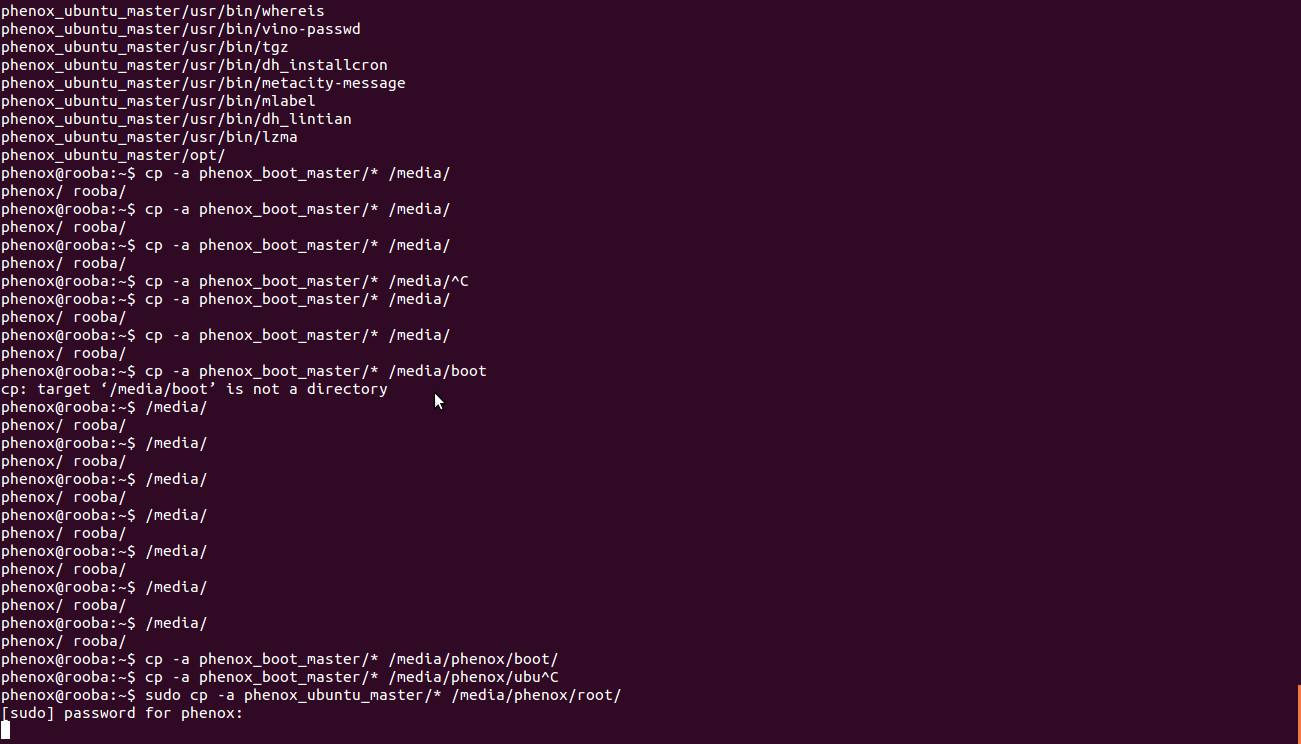 phenox_ubuntu_master/usr/bin/whereis
phenox_ubuntu_master/usr/bin/vino-passwd
phenox_ubuntu_master/usr/bin/tgz
phenox_ubuntu_master/usr/bin/dh_installcron
phenox_ubuntu_master/usr/bin/metacity-message
phenox_ubuntu_master/usr/bin/mlabel
phenox_ubuntu_master/usr/bin/dh_lintian
phenox_ubuntu_master/usr/bin/lzma
phenox_ubuntu_master/opt/
phenox@rooba:~$ cp -a phenox_boot_master/* /media/
phenox/ rooba/
phenox@rooba:~$ cp -a phenox_boot_master/* /media/
phenox/ rooba/
phenox@rooba:~$ cp -a phenox_boot_master/* /media/
phenox/ rooba/
phenox@rooba:~$ cp -a phenox_boot_master/* /media/^C
phenox@rooba:~$ cp -a phenox_boot_master/* /media/
phenox/ rooba/
phenox@rooba:~$ cp -a phenox_boot_master/* /media/
phenox/ rooba/
phenox@rooba:~$ cp -a phenox_boot_master/* /media/boot
cp: target ‘/media/boot’ is not a directory
phenox@rooba:~$ /media/
phenox/ rooba/
phenox@rooba:~$ /media/
phenox/ rooba/
phenox@rooba:~$ /media/
phenox/ rooba/
phenox@rooba:~$ /media/
phenox/ rooba/
phenox@rooba:~$ /media/
phenox/ rooba/
phenox@rooba:~$ /media/
phenox/ rooba/
phenox@rooba:~$ /media/
phenox/ rooba/
phenox@rooba:~$ cp -a phenox_boot_master/* /media/phenox/boot/
phenox@rooba:~$ cp -a phenox_boot_master/* /media/phenox/ubu^C
phenox@rooba:~$ sudo cp -a phenox_ubuntu_master/* /media/phenox/root/
[sudo] password for phenox: